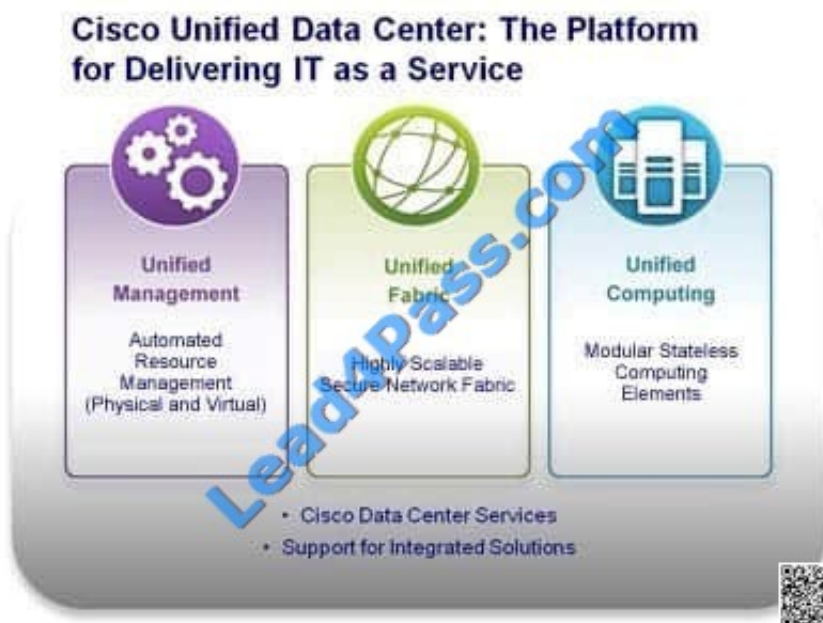 Cisco Unified Data Center: The Platform
for Delivering IT as a Service
Unified
Management
Automated
Resource
Management
(Physical and Virtual)
Unified
Fabric
Highly Scalable
Secure Network Fabric
Unified
Computing
Modular Stateless
Computing
Elements
• Cisco Data Center Services
• Support for Integrated Solutions
Lead4Pass.com